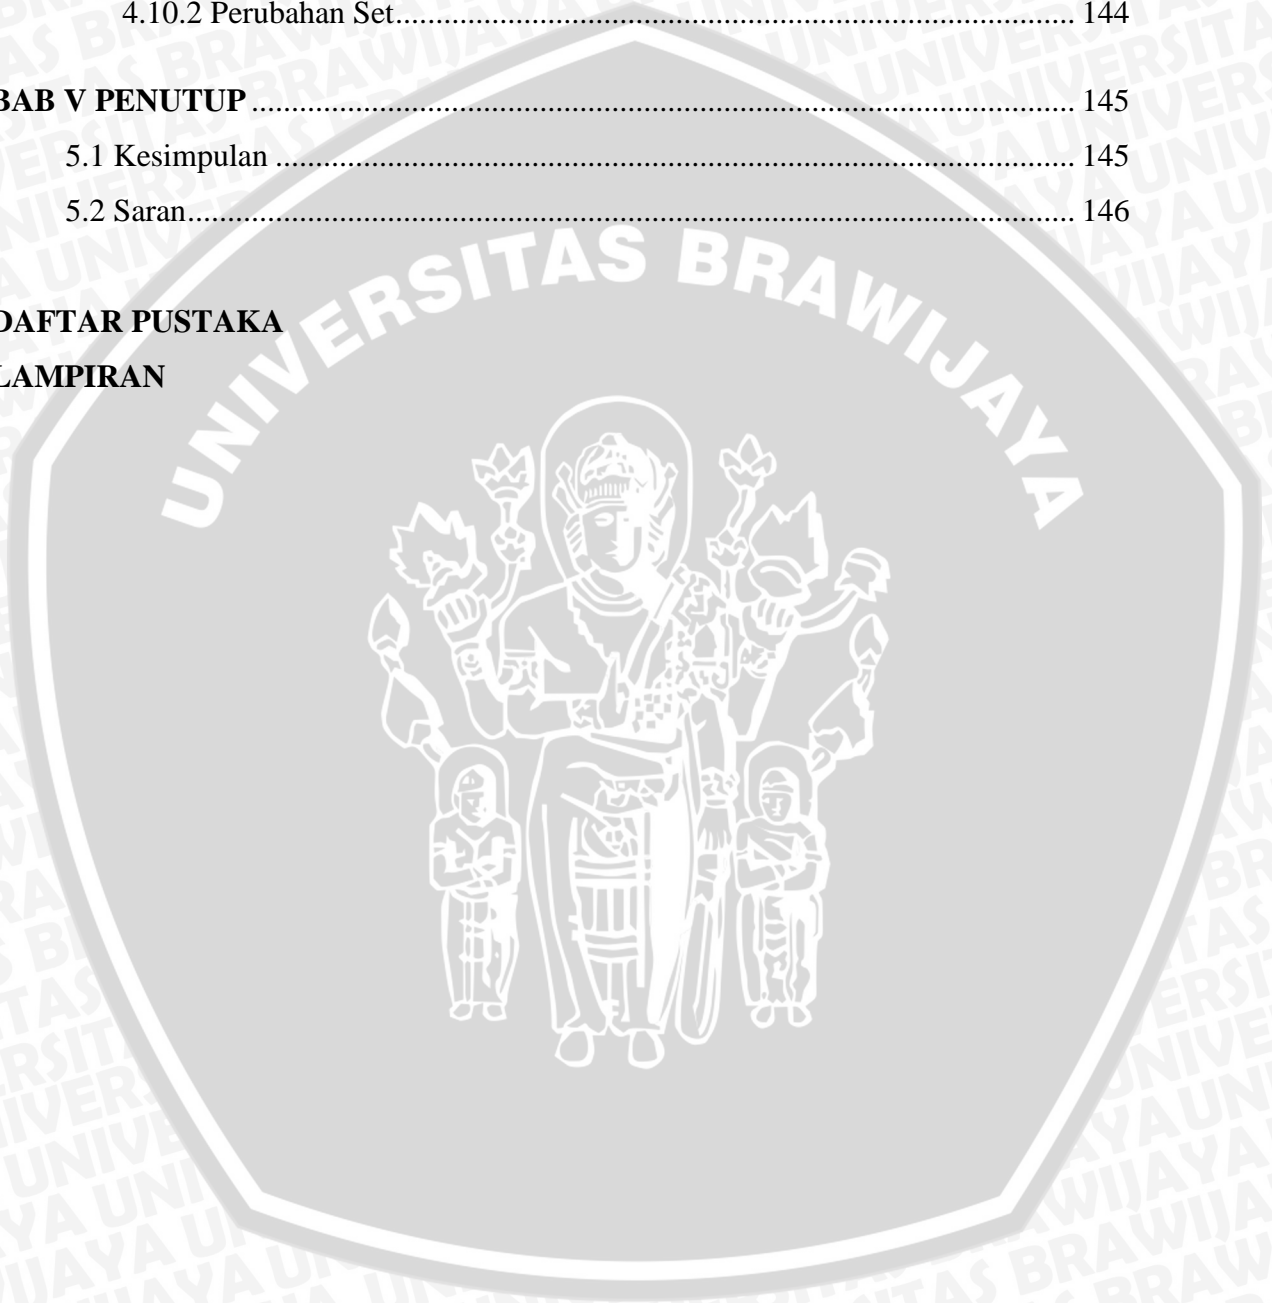 4.10.2 Perubahan Set........................................................................................ 144
BAB V PENUTUP........................................................................................................ 145
5.1 Kesimpulan ..................................................................................................... 145
5.2 Saran................................................................................................................ 146
UNIVERSITAS BRAWIJAYA
DAFTAR PUSTAKA
LAMPIRAN